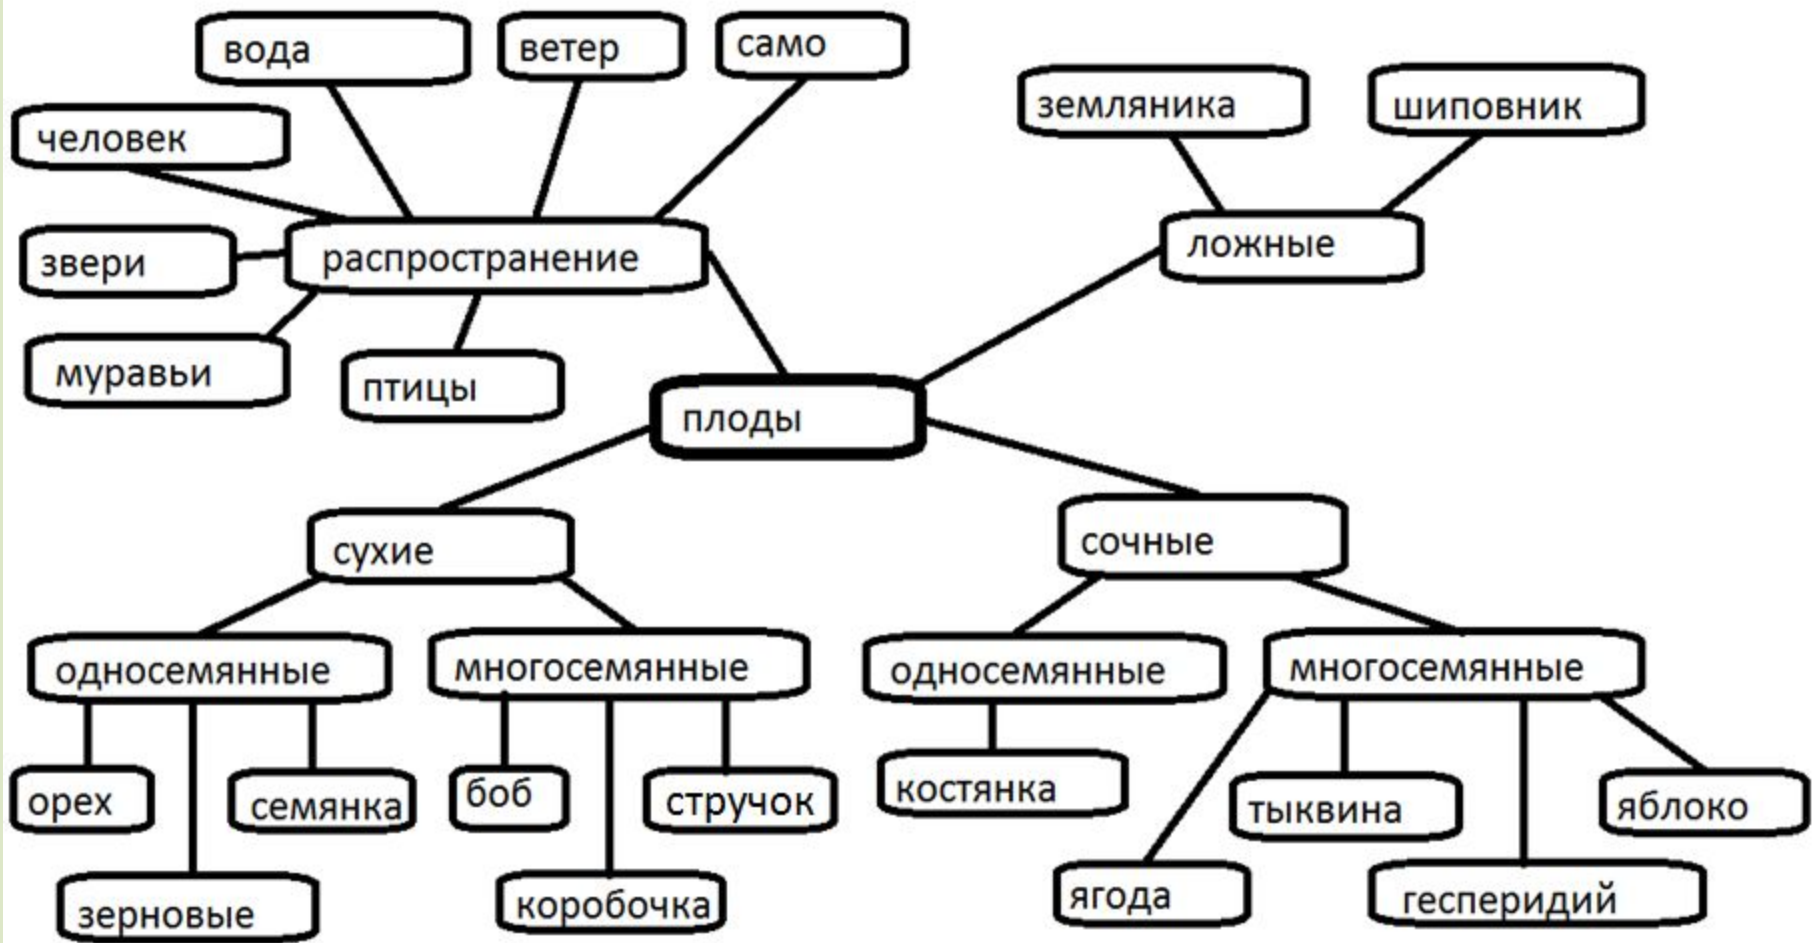 вода
ветер
само
человек
земляника
шиповник
звери
распространение
ложные
муравьи
птицы
плоды
сухие
сочные
односемянные
многосемянные
односемянные
многосемянные
орех
семянка
боб
стручок
костянка
тыквина
яблоко
зерновые
коробочка
ягода
гесперидий